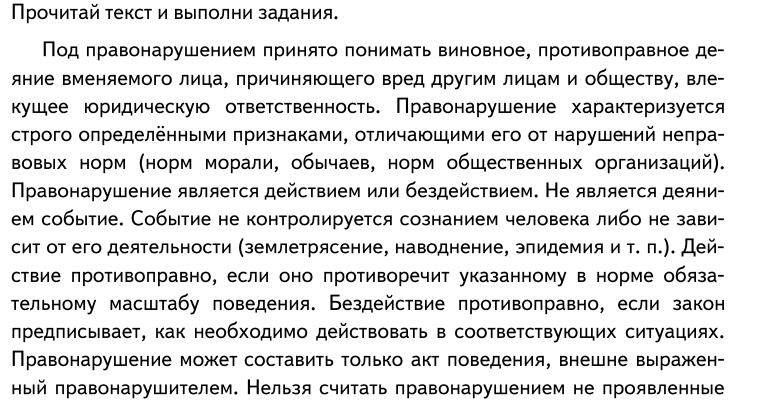 Прочитай текст и выполни задания.
Под правонарушением принято понимать виновное, противоправное де-
яние вменяемого лица, причиняющего вред другим лицам и обществу, вле-
кущее юридическую ответственность. Правонарушение характеризуется
строго определёнными признаками, отличающими его от нарушений непра-
вовых норм (норм морали, обычаев, норм общественных организаций).
Правонарушение является действием или бездействием. Не является деяни-
ем событие. Событие не контролируется сознанием человека либо не зави-
сит от его деятельности (землетрясение, наводнение, эпидемия и т. п.). Дей-
ствие противоправно, если оно противоречит указанному в норме обяза-
тельному масштабу поведения. Бездействие противоправно, если закон
предписывает, как необходимо действовать в соответствующих ситуациях.
Правонарушение может составить только акт поведения, внешне выражен-
ный правонарушителем. Нельзя считать правонарушением не проявленные